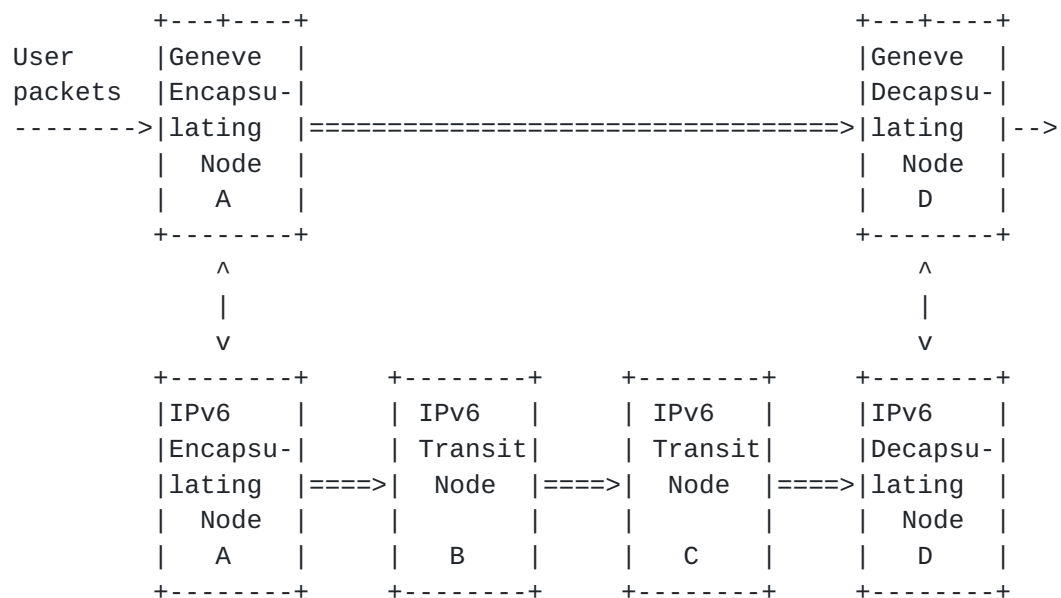 +---+----+                                   +---+----+
User     |Geneve  |                                   |Geneve  |
packets  |Encapsu-|                                   |Decapsu-|
-------->|lating  |==================================>|lating  |-->
         |  Node  |                                   |  Node  |
         |   A    |                                   |   D    |
         +--------+                                   +--------+
             ^                                            ^
             |                                            |
             v                                            v
         +--------+     +--------+     +--------+     +--------+
         |IPv6    |     | IPv6   |     | IPv6   |     |IPv6    |
         |Encapsu-|     | Transit|     | Transit|     |Decapsu-|
         |lating  |====>|  Node  |====>|  Node  |====>|lating  |
         |  Node  |     |        |     |        |     |  Node  |
         |   A    |     |   B    |     |   C    |     |   D    |
         +--------+     +--------+     +--------+     +--------+